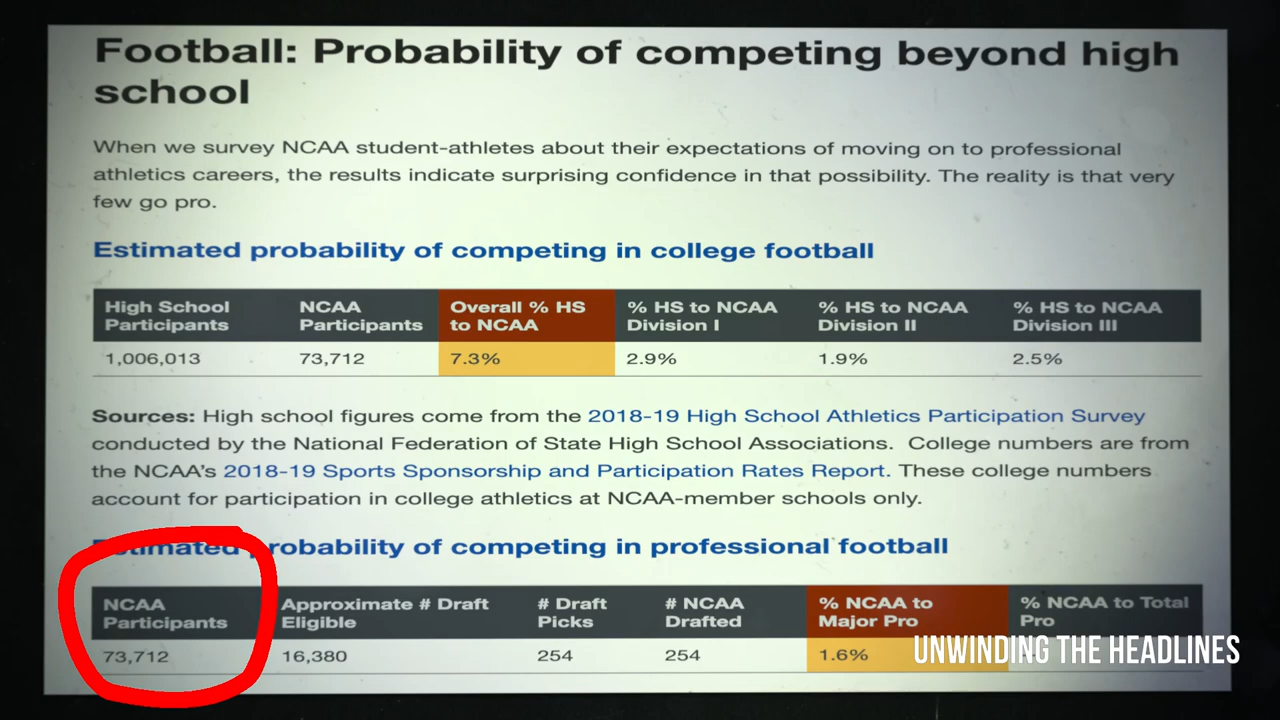 Football: Probability of competing beyond high
school
When we survey NCAA student-athletes about their expectations of moving on to professional
athletics careers, the results indicate surprising confidence in that possibility. The reality is that very
few go pro.
Estimated probability of competing in college football
High School Participants NCAA Participants Overall % HS to NCAA % HS to NCAA Division I % HS to NCAA Division II % HS to NCAA Division III
1,006,013 73,712 7.3% 2.9% 1.9% 2.5%
Sources: High school figures come from the 2018-19 High School Athletics Participation Survey
conducted by the National Federation of State High School Associations. College numbers are from
the NCAA's 2018-19 Sports Sponsorship and Participation Rates Report. These college numbers
account for participation in college athletics at NCAA-member schools only.
Estimated probability of competing in professional football
NCAA Participants Approximate # Draft Eligible # Draft Picks # NCAA Drafted % NCAA to Major Pro % NCAA to Total Pro
73,712 16,380 254 254 1.6%
UNWINDING THE HEADLINES